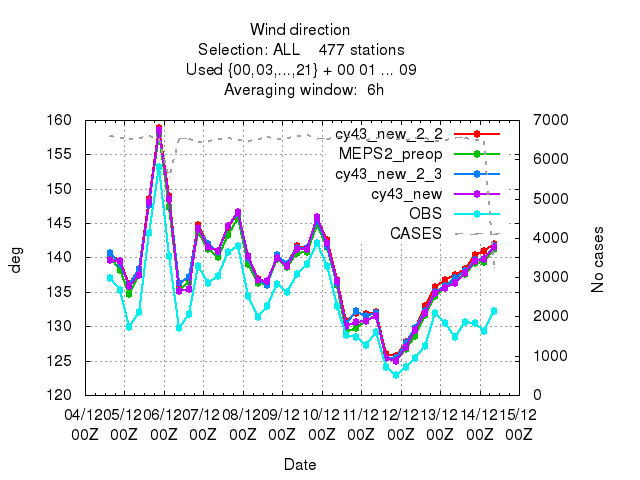 Wind direction
Selection: ALL    477 stations
Used {00,03,...,21} + 00 01 ... 09
Averaging window:  6h
160
155
150
145
140
135
130
125
120
deg
7000
6000
5000
4000
3000
2000
1000
0
No cases
cy43_new_2_2
MEPS2_preop
cy43_new_2_3
cy43_new
OBS
CASES
04/12 05/12 06/12 07/12 08/12 09/12 10/12 11/12 12/12 13/12 14/12 15/12
00Z 00Z 00Z 00Z 00Z 00Z 00Z 00Z 00Z 00Z 00Z 00Z
Date